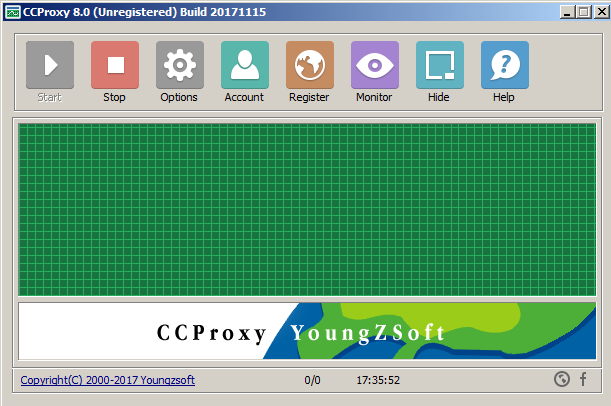 CCProxy 8.0 (Unregistered) Build 20171115
Start Stop Options Account Register Monitor Hide Help
CCProxy YoungZSoft
Copyright(C) 2000-2017 Youngzsoft 0/0 17:35:52